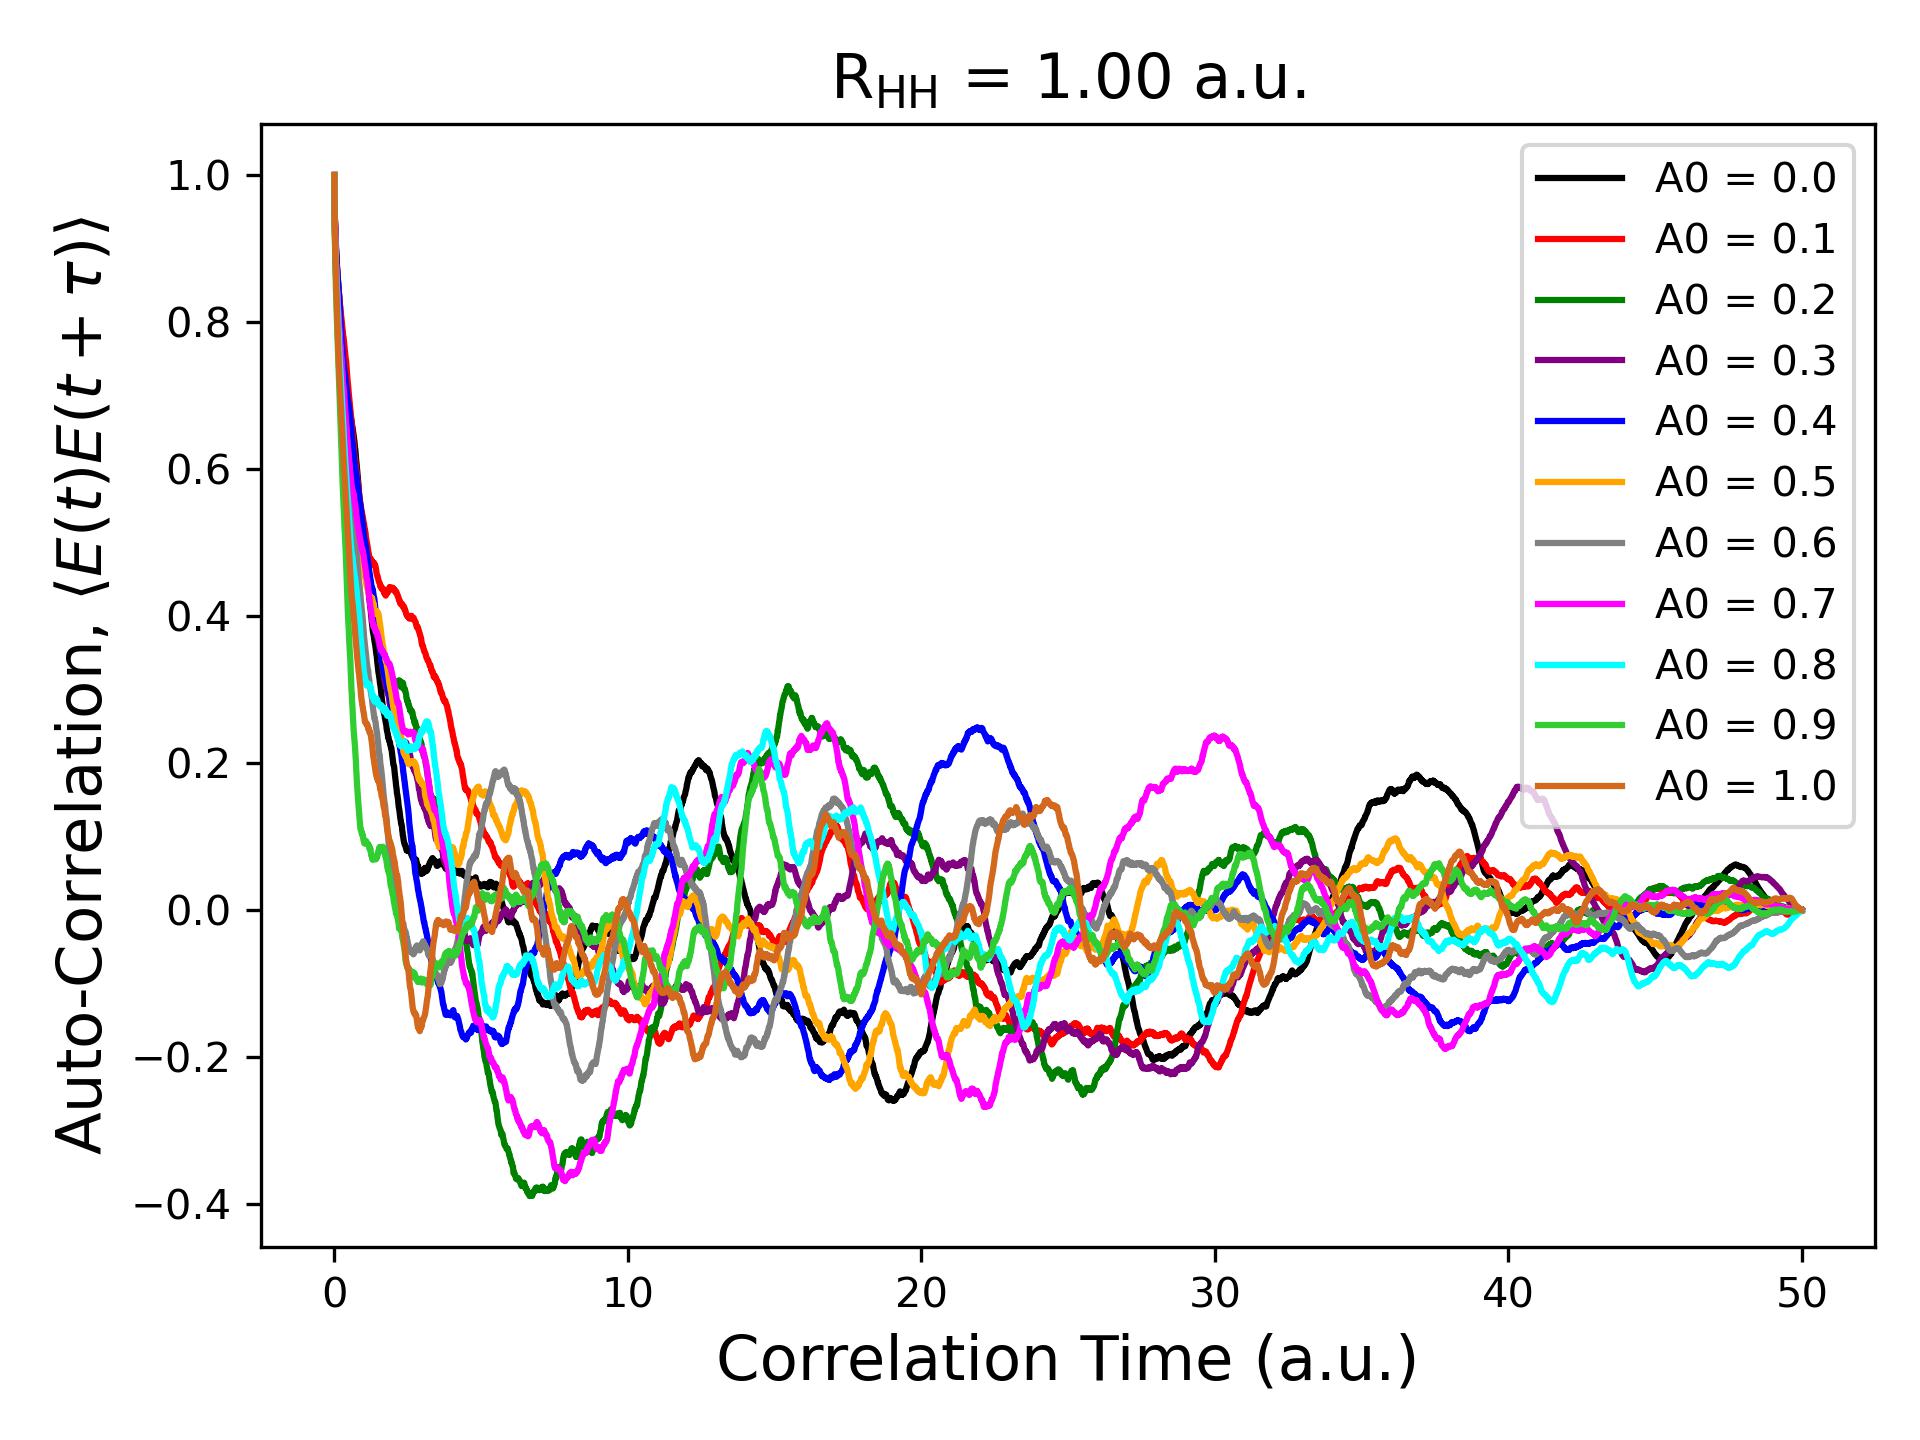 R_HH = 1.00 a.u.
Auto-Correlation, ⟨E(t)E(t + τ)⟩
1.0
0.8
0.6
0.4
0.2
0.0
−0.2
−0.4
A0 = 0.0
A0 = 0.1
A0 = 0.2
A0 = 0.3
A0 = 0.4
A0 = 0.5
A0 = 0.6
A0 = 0.7
A0 = 0.8
A0 = 0.9
A0 = 1.0
0 10 20 30 40 50
Correlation Time (a.u.)